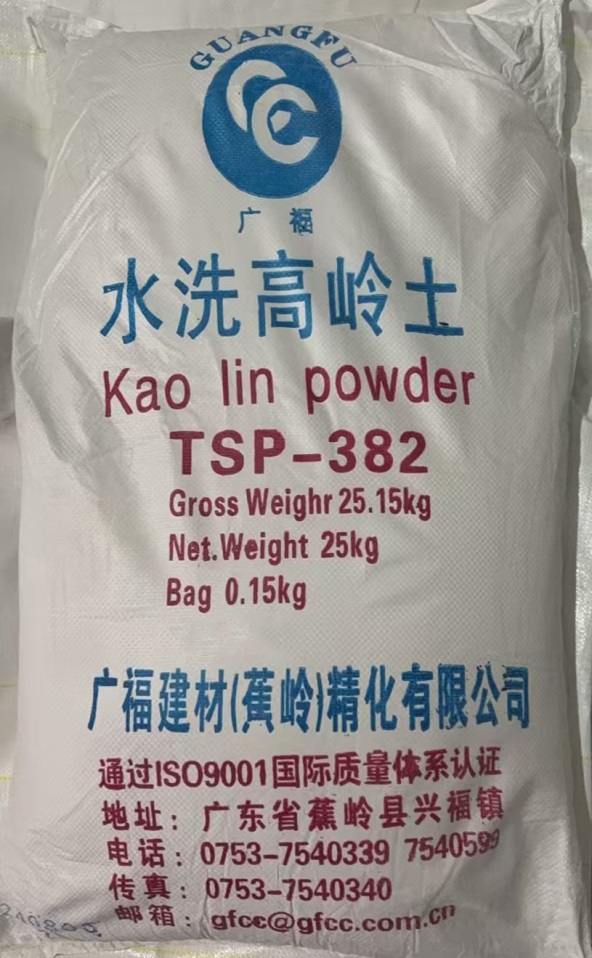 GUANGFU
广福
水洗高岭土
Kao lin powder
TSP-382
Gross Weighr 25.15kg
Net.Weight 25kg
Bag 0.15kg
广福建材(蕉岭)精化有限公司
通过ISO9001国际质量体系认证
地址：广东省蕉岭县兴福镇
电话：0753-7540339 7540599
传真：0753-7540340
邮箱：gfcc@gfcc.com.cn